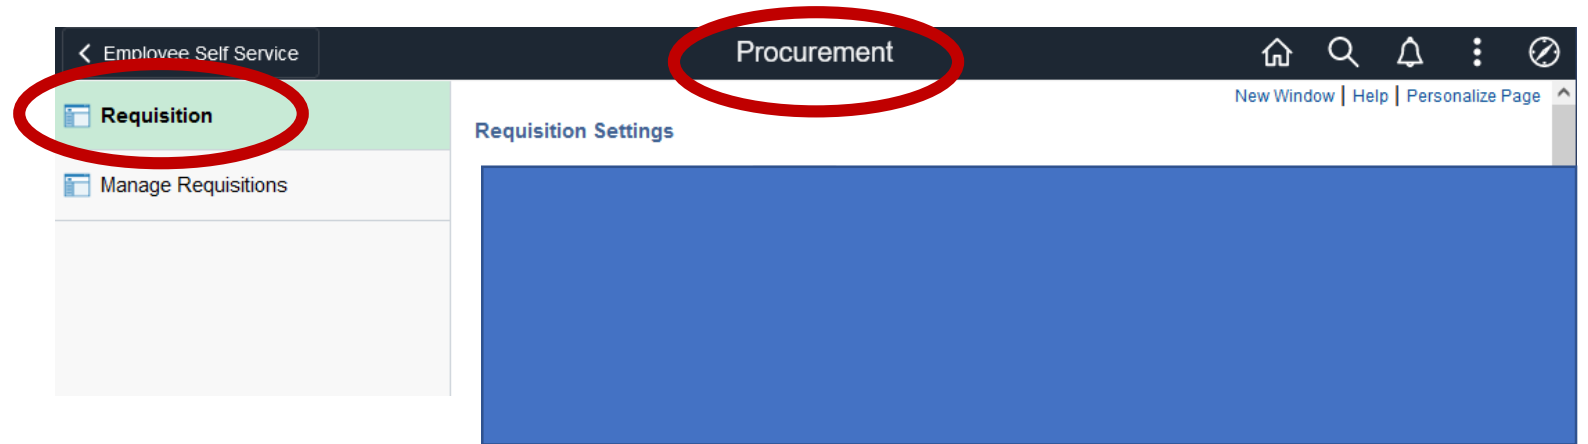 Employee Self Service
Procurement
New Window | Help | Personalize Page
Requisition
Requisition Settings
Manage Requisitions